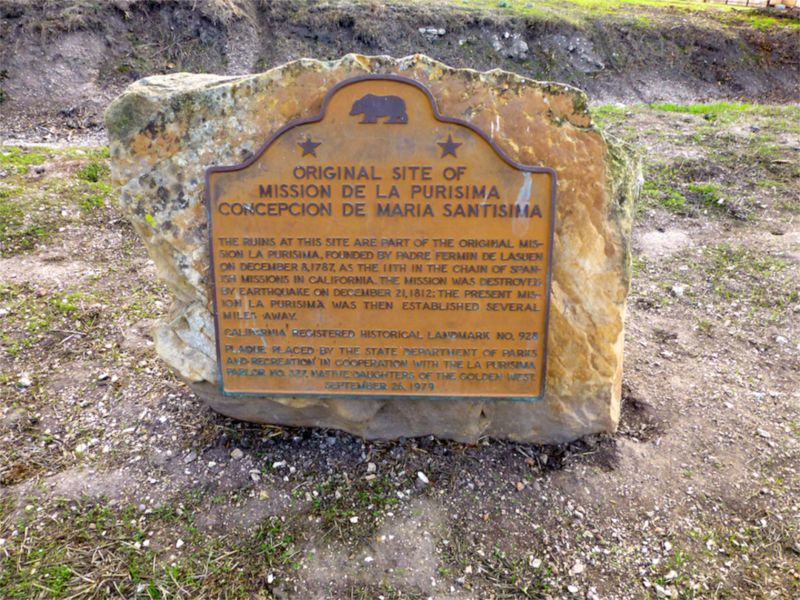 ORIGINAL SITE OF
MISSION DE LA PURISIMA
CONCEPCION DE MARIA SANTISIMA
THE RUINS AT THIS SITE ARE PART OF THE ORIGINAL MIS-
SION LA PURISIMA, FOUNDED BY PADRE FERMIN DE LASUEN
ON DECEMBER 8, 1787, AS THE 11TH IN THE CHAIN OF SPAN-
ISH MISSIONS IN CALIFORNIA. THE MISSION WAS DESTROYED
BY EARTHQUAKE ON DECEMBER 21, 1812; THE PRESENT MIS-
SION LA PURISIMA WAS THEN ESTABLISHED SEVERAL
MILES AWAY.
CALIFORNIA REGISTERED HISTORICAL LANDMARK NO. 928
PLAQUE PLACED BY THE STATE DEPARTMENT OF PARKS
AND RECREATION IN COOPERATION WITH THE LA PURISIMA
PARLOR NO. 327, NATIVE DAUGHTERS OF THE GOLDEN WEST
SEPTEMBER 26, 1979